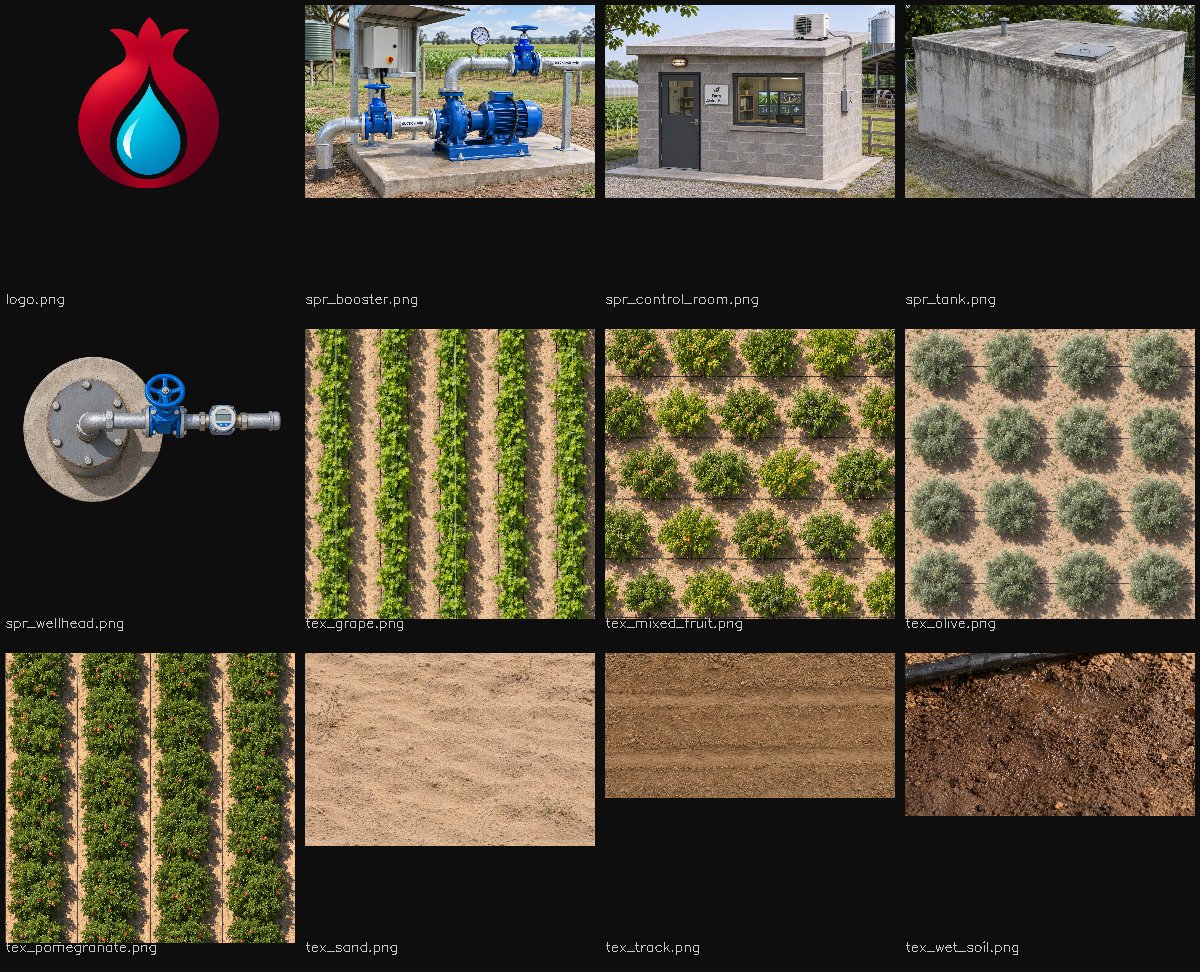 logo.png
spr_booster.png
spr_control_room.png
spr_tank.png
spr_wellhead.png
tex_grape.png
tex_mixed_fruit.png
tex_olive.png
tex_pomegranate.png
tex_sand.png
tex_track.png
tex_wet_soil.png